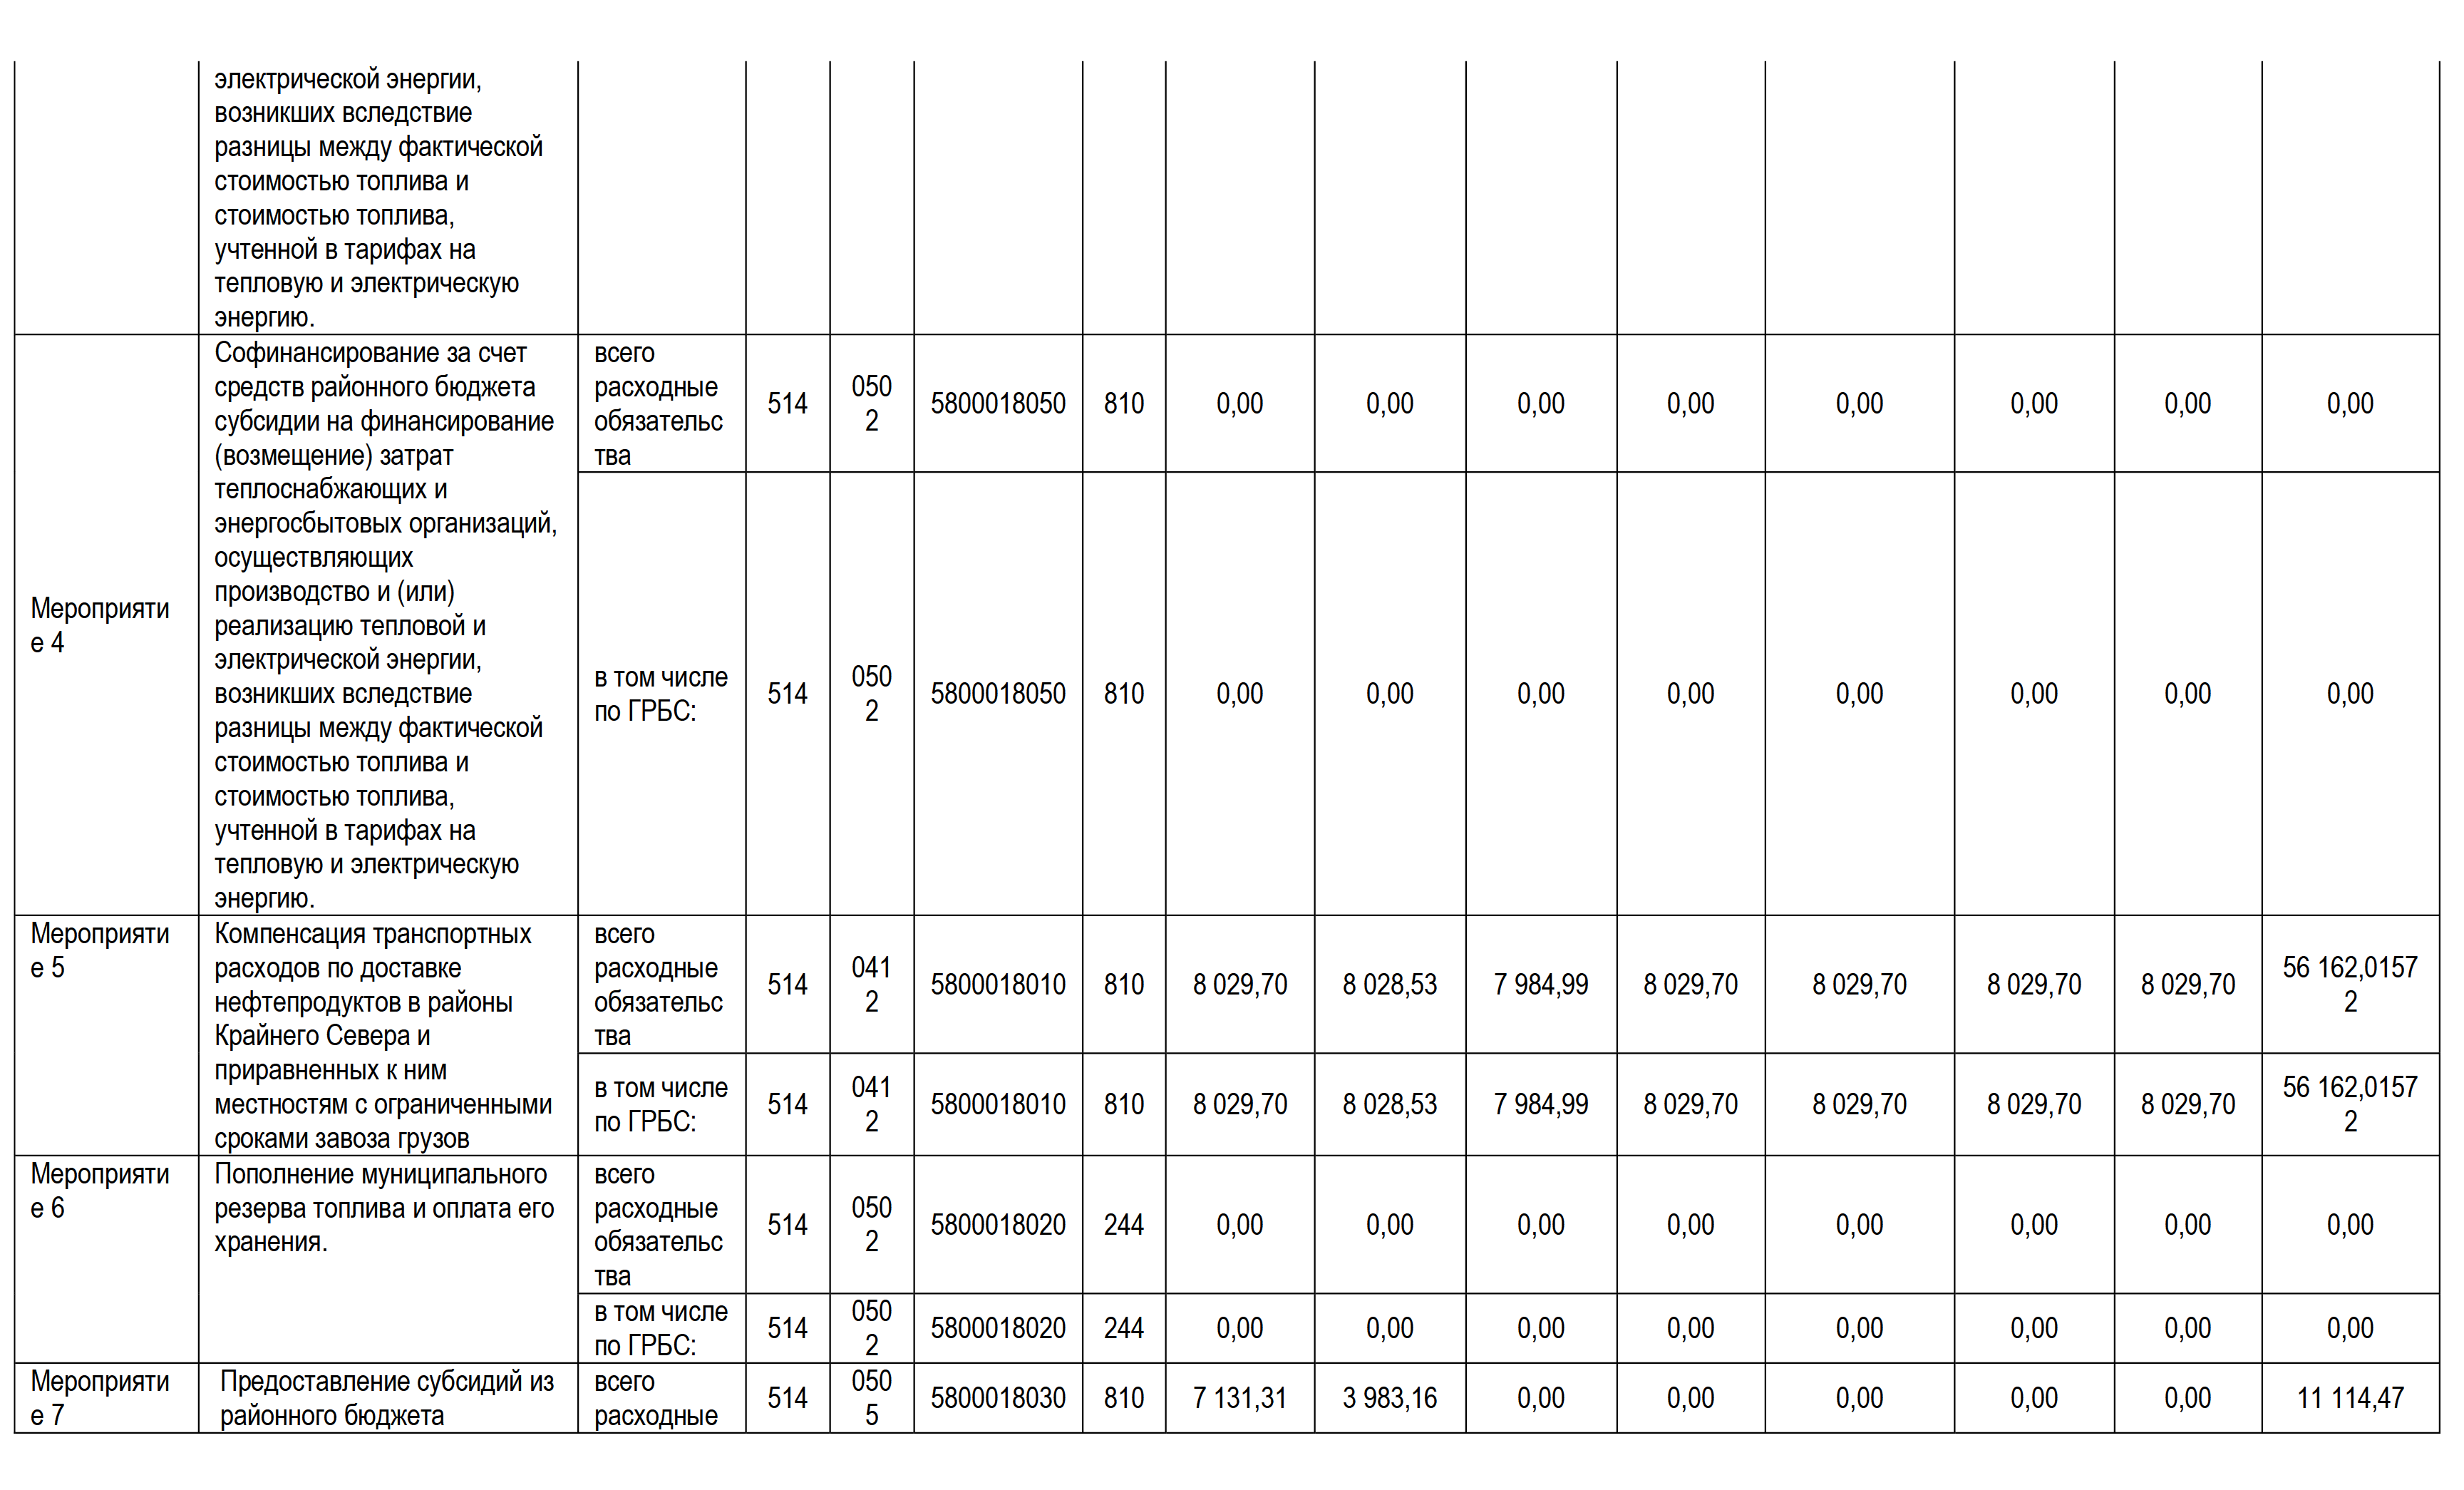 электрической энергии,
возникших вследствие
разницы между фактической
стоимостью топлива и
стоимостью топлива,
учтенной в тарифах на
тепловую и электрическую
энергию.
Мероприяти
е 4
Софинансирование за счет
средств районного бюджета
субсидии на финансирование
(возмещение) затрат
теплоснабжающих и
энергосбытовых организаций,
осуществляющих
производство и (или)
реализацию тепловой и
электрической энергии,
возникших вследствие
разницы между фактической
стоимостью топлива и
стоимостью топлива,
учтенной в тарифах на
тепловую и электрическую
энергию.
всего
расходные
обязательс
тва
514
050
2
5800018050
810
0,00
0,00
0,00
0,00
0,00
0,00
0,00
0,00
в том числе
по ГРБС:
514
050
2
5800018050
810
0,00
0,00
0,00
0,00
0,00
0,00
0,00
0,00
Мероприяти
е 5
Компенсация транспортных
расходов по доставке
нефтепродуктов в районы
Крайнего Севера и
приравненных к ним
местностям с ограниченными
сроками завоза грузов
всего
расходные
обязательс
тва
514
041
2
5800018010
810
8 029,70
8 028,53
7 984,99
8 029,70
8 029,70
8 029,70
8 029,70
56 162,0157
2
в том числе
по ГРБС:
514
041
2
5800018010
810
8 029,70
8 028,53
7 984,99
8 029,70
8 029,70
8 029,70
8 029,70
56 162,0157
2
Мероприяти
е 6
Пополнение муниципального
резерва топлива и оплата его
хранения.
всего
расходные
обязательс
тва
514
050
2
5800018020
244
0,00
0,00
0,00
0,00
0,00
0,00
0,00
0,00
в том числе
по ГРБС:
514
050
2
5800018020
244
0,00
0,00
0,00
0,00
0,00
0,00
0,00
0,00
Мероприяти
е 7
Предоставление субсидий из
районного бюджета
всего
расходные
514
050
5
5800018030
810
7 131,31
3 983,16
0,00
0,00
0,00
0,00
0,00
11 114,47